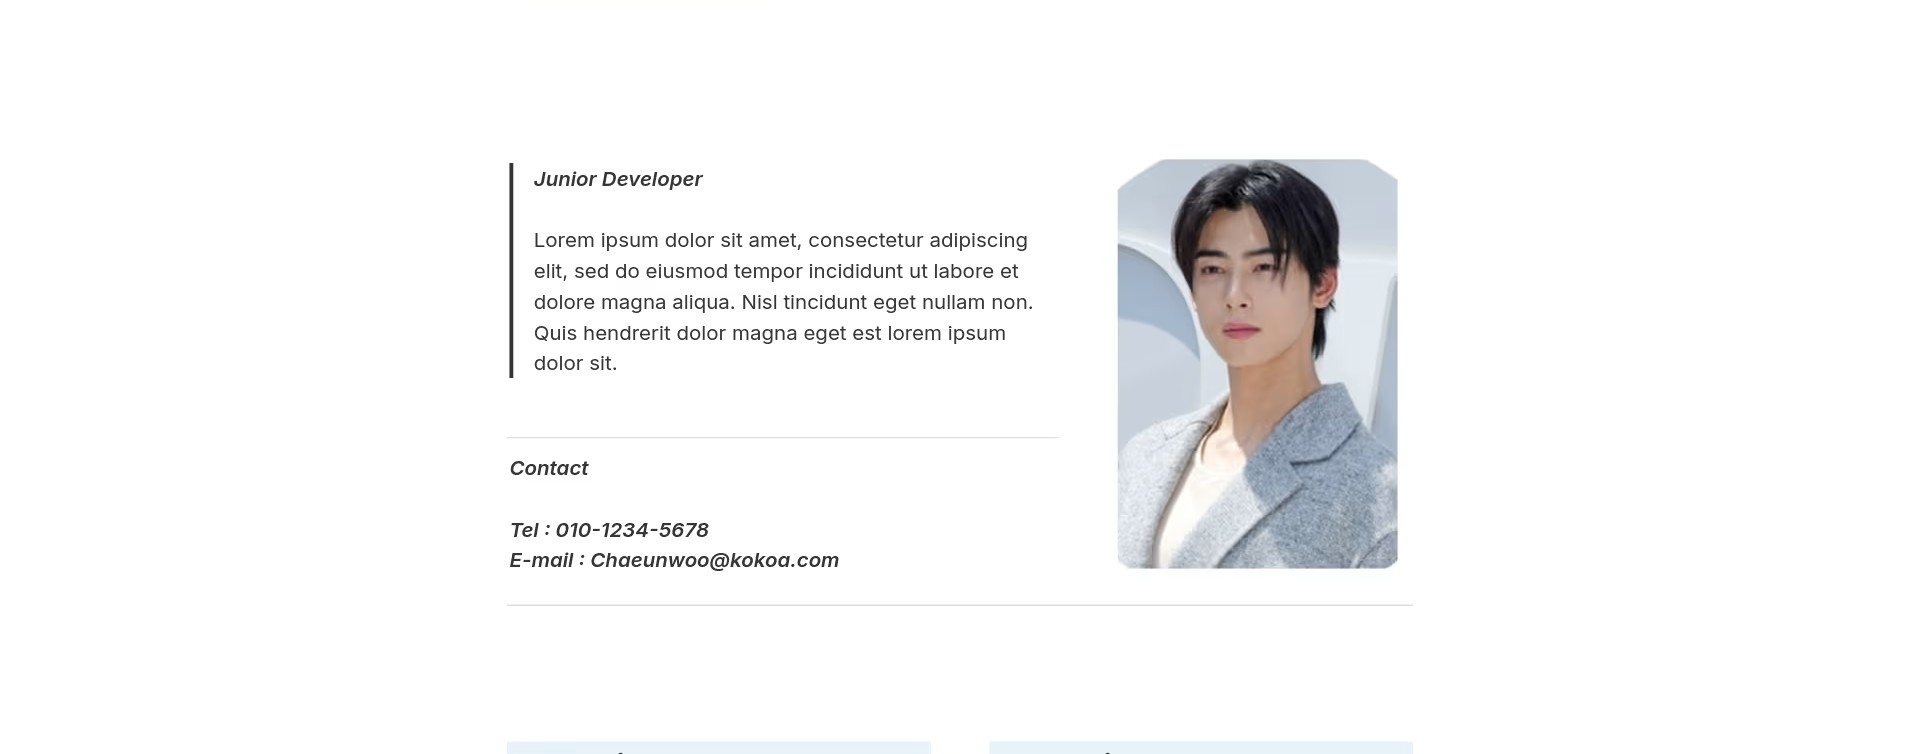 Junior Developer
Lorem ipsum dolor sit amet, consectetur adipiscing
elit, sed do eiusmod tempor incididunt ut labore et
dolore magna aliqua. Nisl tincidunt eget nullam non.
Quis hendrerit dolor magna eget est lorem ipsum
dolor sit.
Contact
Tel : 010-1234-5678
E-mail : Chaeunwoo@kokoa.com